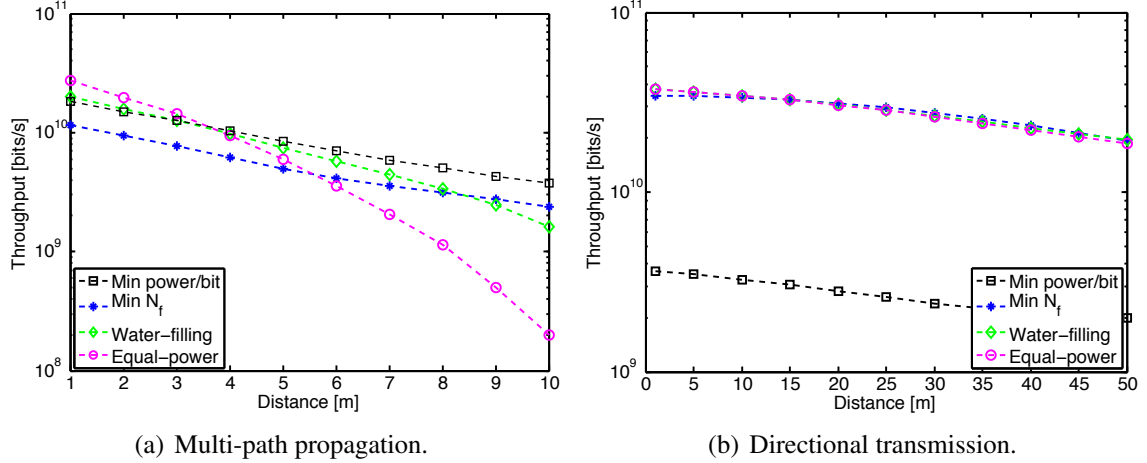 10^11
10^10
10^9
10^8
Throughput [bits/s]
Min power/bit
Min N_f
Water-filling
Equal-power
1 2 3 4 5 6 7 8 9 10
Distance [m]
(a) Multi-path propagation.
10^11
10^10
10^9
Throughput [bits/s]
Min power/bit
Min N_f
Water-filling
Equal-power
0 5 10 15 20 25 30 35 40 45 50
Distance [m]
(b) Directional transmission.